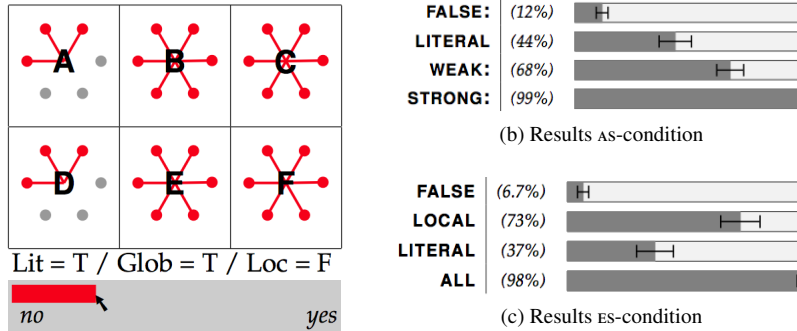 A B C
D E F
Lit = T / Glob = T / Loc = F
no yes
FALSE: (12%)
LITERAL (44%)
WEAK: (68%)
STRONG: (99%)
(b) Results AS-condition
FALSE (6.7%)
LOCAL (73%)
LITERAL (37%)
ALL (98%)
(c) Results ES-condition